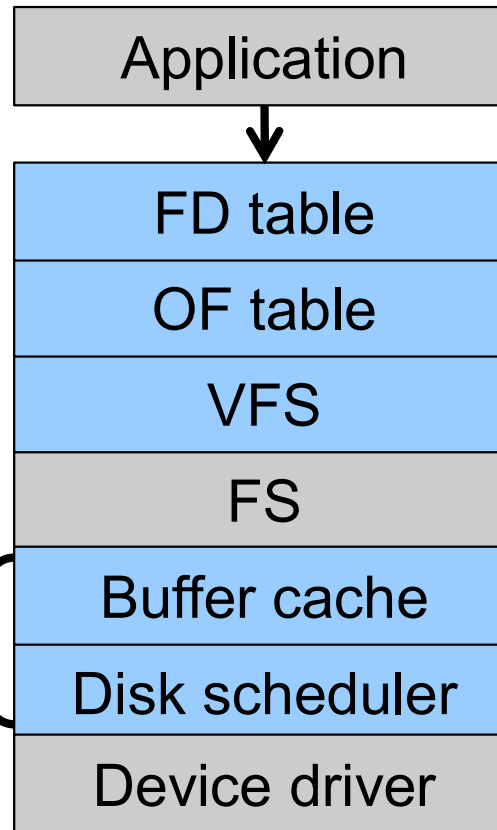 Application
FD table
OF table
VFS
FS
Buffer cache
Disk scheduler
Device driver